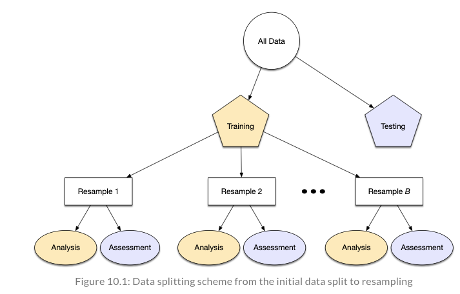 All Data
Training
Testing
Resample 1
Resample 2
Resample B
Analysis
Assessment
Analysis
Assessment
Analysis
Assessment
Figure 10.1: Data splitting scheme from the initial data split to resampling